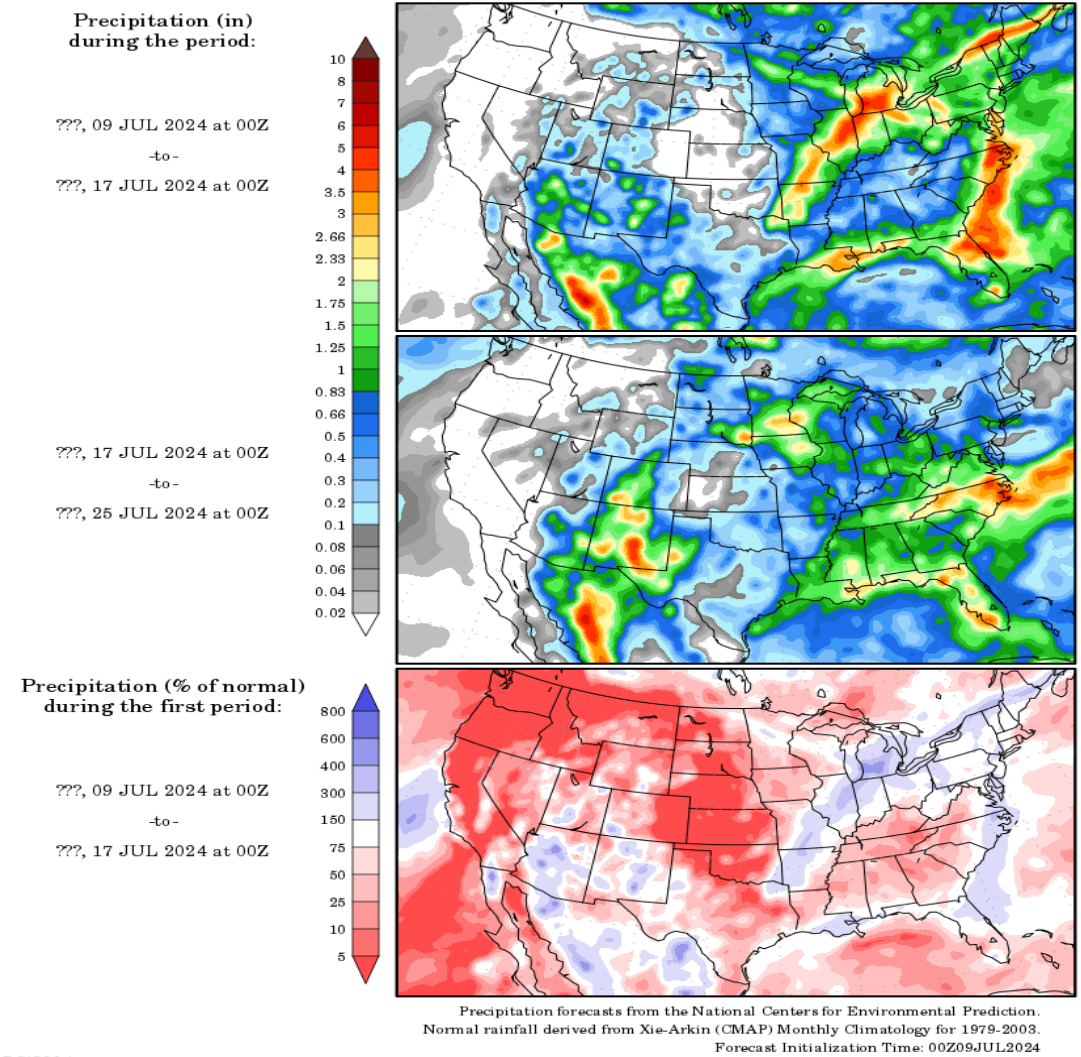 Precipitation (in)
during the period:
???, 09 JUL 2024 at 00Z
-to-
???, 17 JUL 2024 at 00Z
10
8
7
6
5
4
3.5
3
2.66
2.33
2
1.75
1.5
1.25
1
0.83
0.66
0.5
0.4
0.3
0.2
0.1
0.08
0.06
0.04
0.02
???, 17 JUL 2024 at 00Z
-to-
???, 25 JUL 2024 at 00Z
Precipitation (% of normal)
during the first period:
???, 09 JUL 2024 at 00Z
-to-
???, 17 JUL 2024 at 00Z
800
600
400
300
150
75
50
25
10
5
Precipitation forecasts from the National Centers for Environmental Prediction.
Normal rainfall derived from Xie-Arkin (CMAP) Monthly Climatology for 1979-2003.
Forecast Initialization Time: 00Z09JUL2024